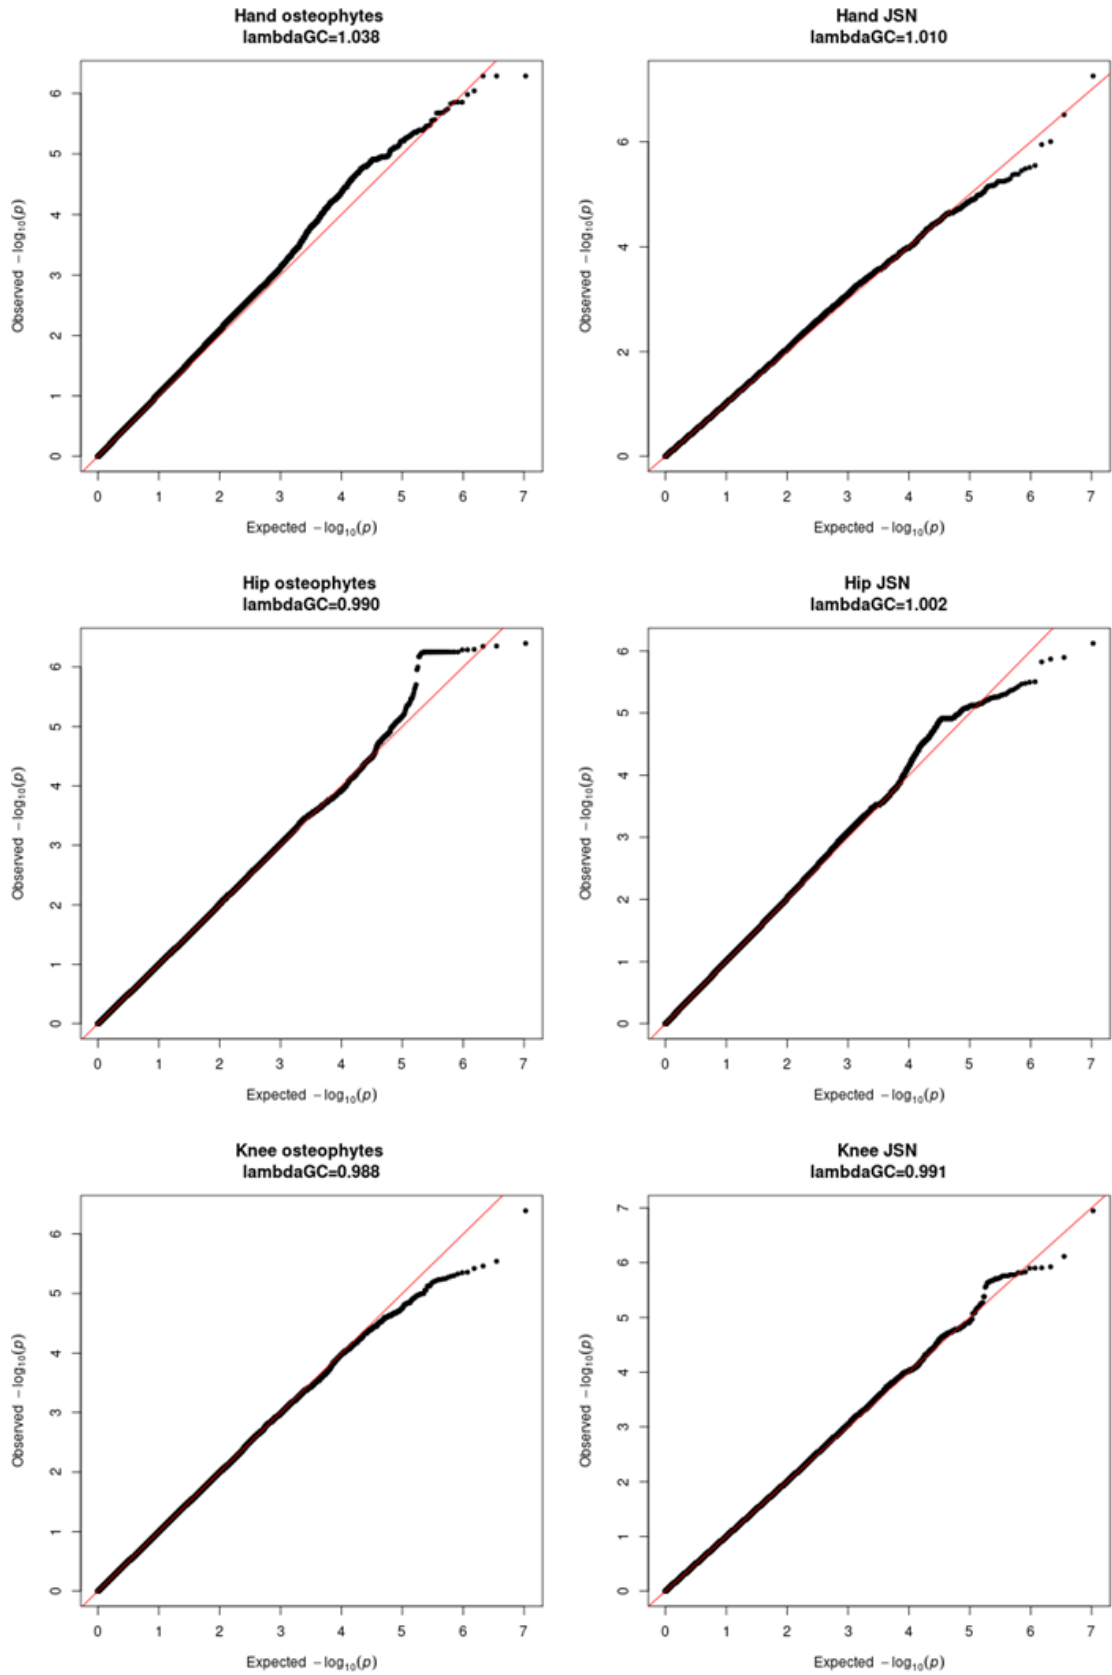 Hand osteophytes
lambdaGC=1.038
Observed −log10(p)
0 1 2 3 4 5 6
0 1 2 3 4 5 6 7
Expected −log10(p)
Hand JSN
lambdaGC=1.010
Observed −log10(p)
0 2 4 6
0 1 2 3 4 5 6 7
Expected −log10(p)
Hip osteophytes
lambdaGC=0.990
Observed −log10(p)
0 1 2 3 4 5 6
0 1 2 3 4 5 6 7
Expected −log10(p)
Hip JSN
lambdaGC=1.002
Observed −log10(p)
0 1 2 3 4 5 6
0 1 2 3 4 5 6 7
Expected −log10(p)
Knee osteophytes
lambdaGC=0.988
Observed −log10(p)
0 1 2 3 4 5 6
0 1 2 3 4 5 6 7
Expected −log10(p)
Knee JSN
lambdaGC=0.991
Observed −log10(p)
0 1 2 3 4 5 6 7
0 1 2 3 4 5 6 7
Expected −log10(p)